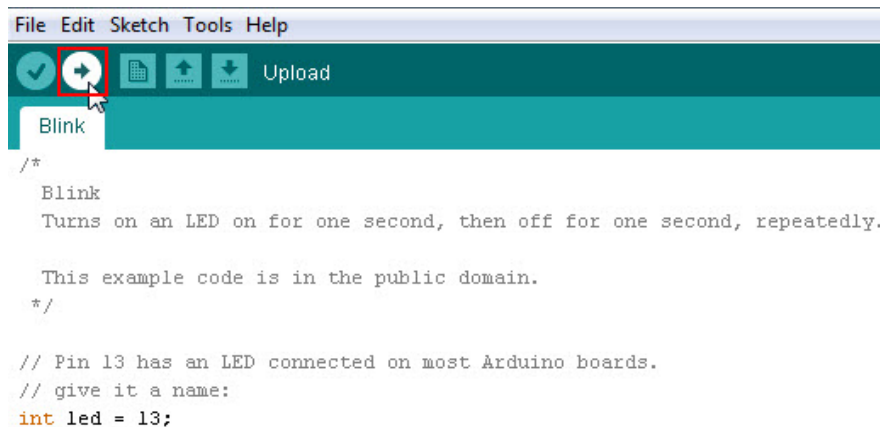 File Edit Sketch Tools Help
Upload
Blink
/*
  Blink
  Turns on an LED on for one second, then off for one second, repeatedly.

  This example code is in the public domain.
 */

// Pin 13 has an LED connected on most Arduino boards.
// give it a name:
int led = 13;